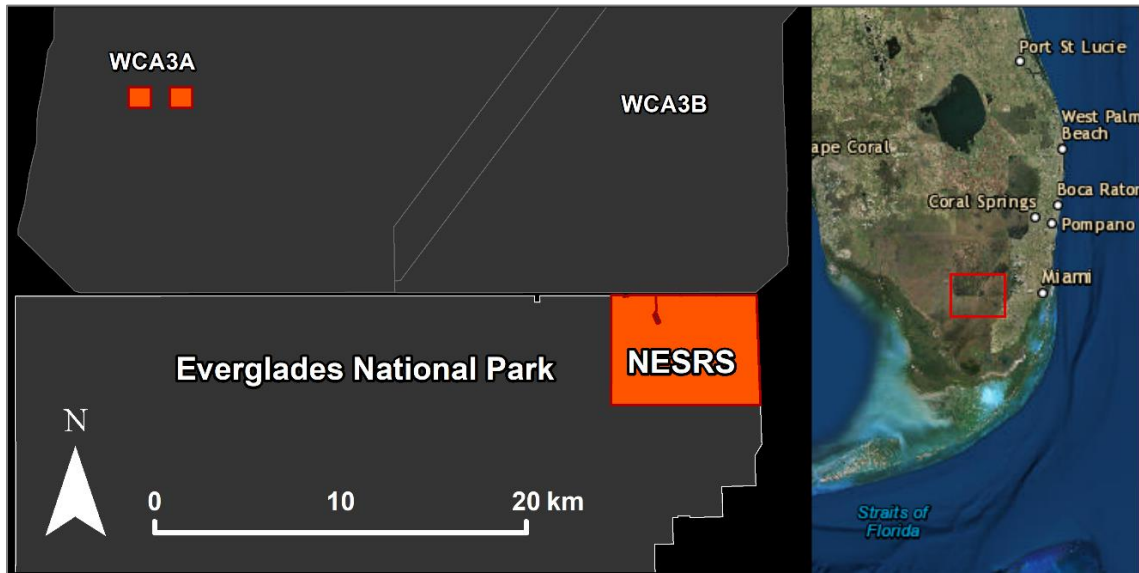 WCA3A
WCA3B
Everglades National Park
NESRS
N
0 10 20 km
Port St Lucie
West Palm
Beach
ape Coral
Boca Raton
Coral Springs
Pompano
Miami
Straits of
Florida